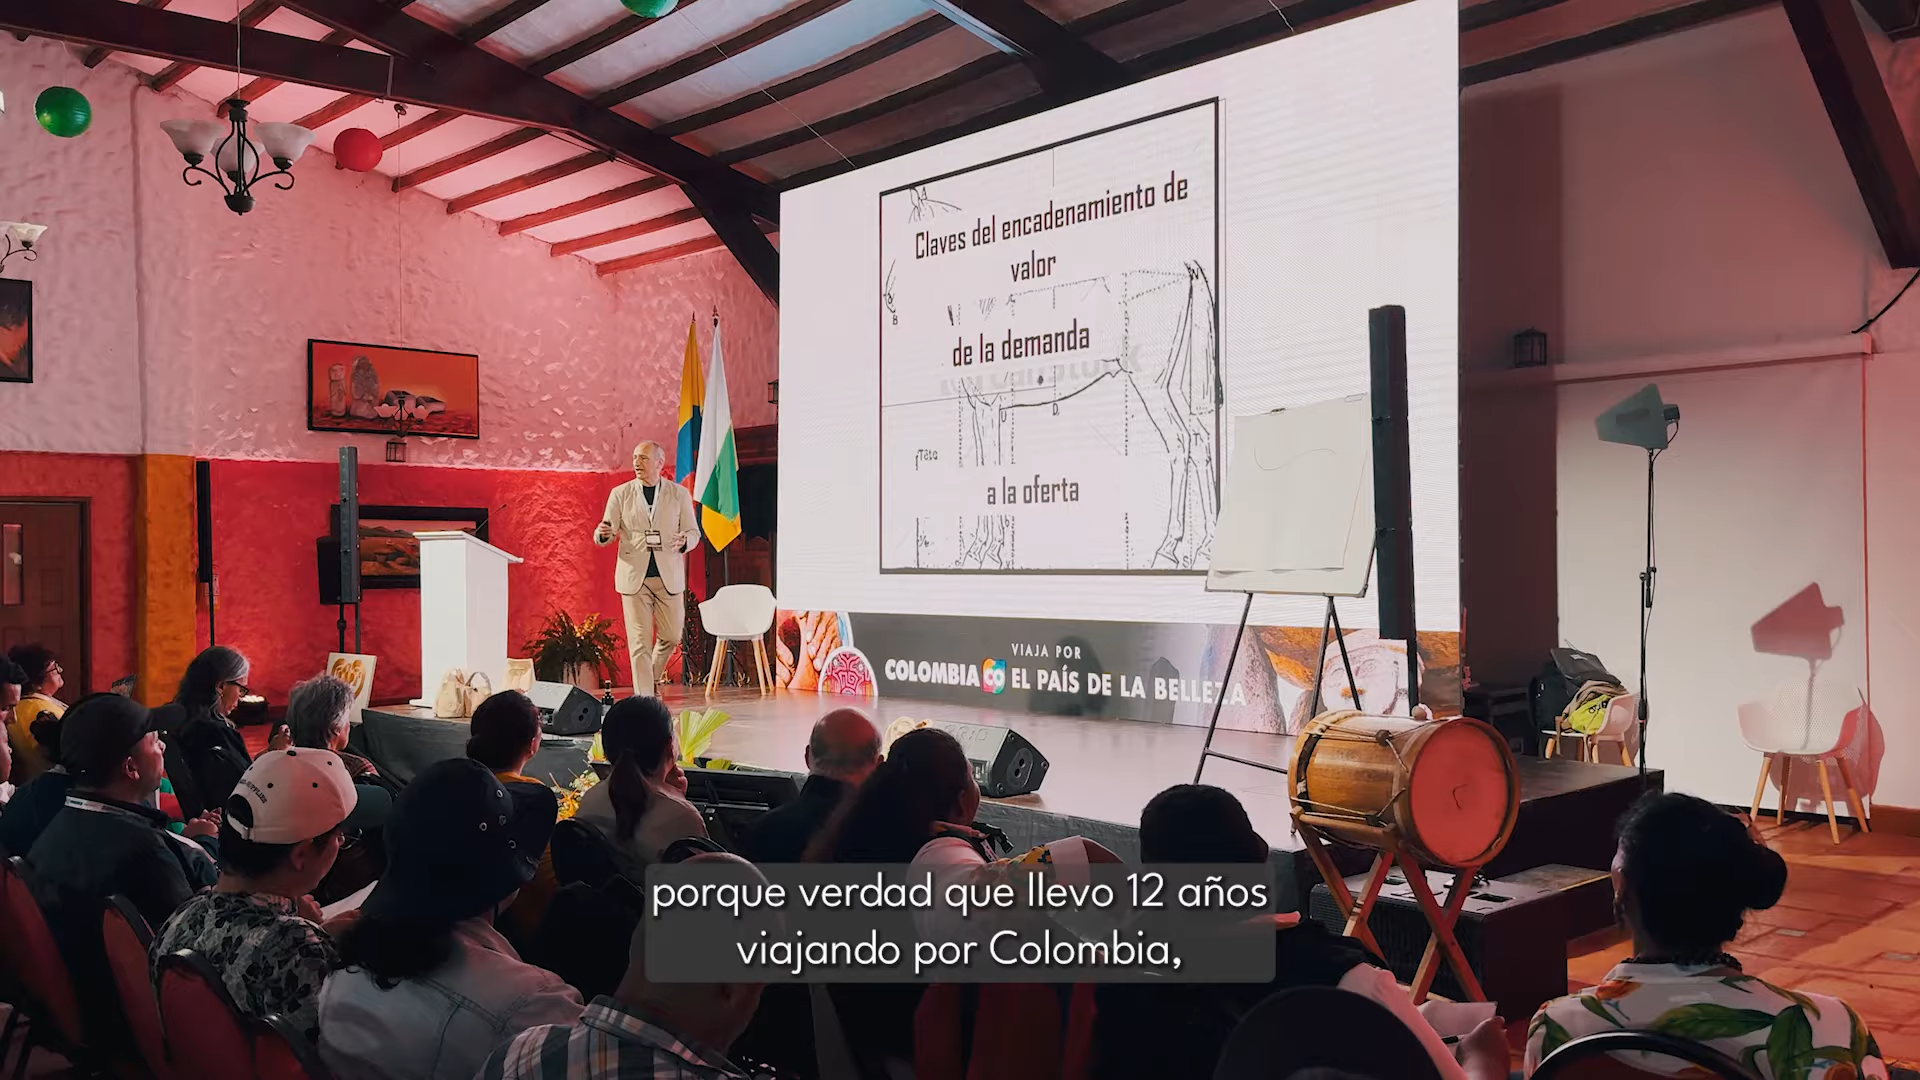 Claves del encadenamiento de
valor
de la demanda
a la oferta
VIAJA POR
COLOMBIA CO EL PAÍS DE LA BELLEZA
porque verdad que llevo 12 años
viajando por Colombia,